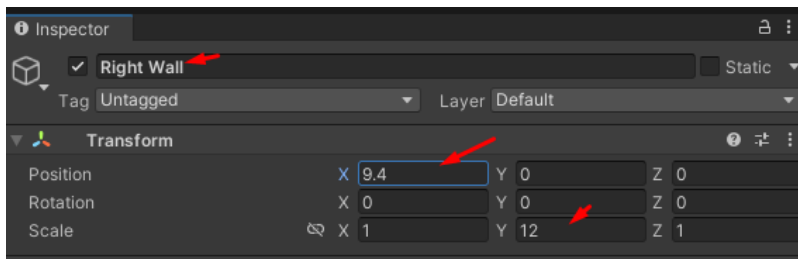 Inspector
Right Wall Static
Tag Untagged Layer Default
Transform
Position X 9.4 Y 0 Z 0
Rotation X 0 Y 0 Z 0
Scale X 1 Y 12 Z 1